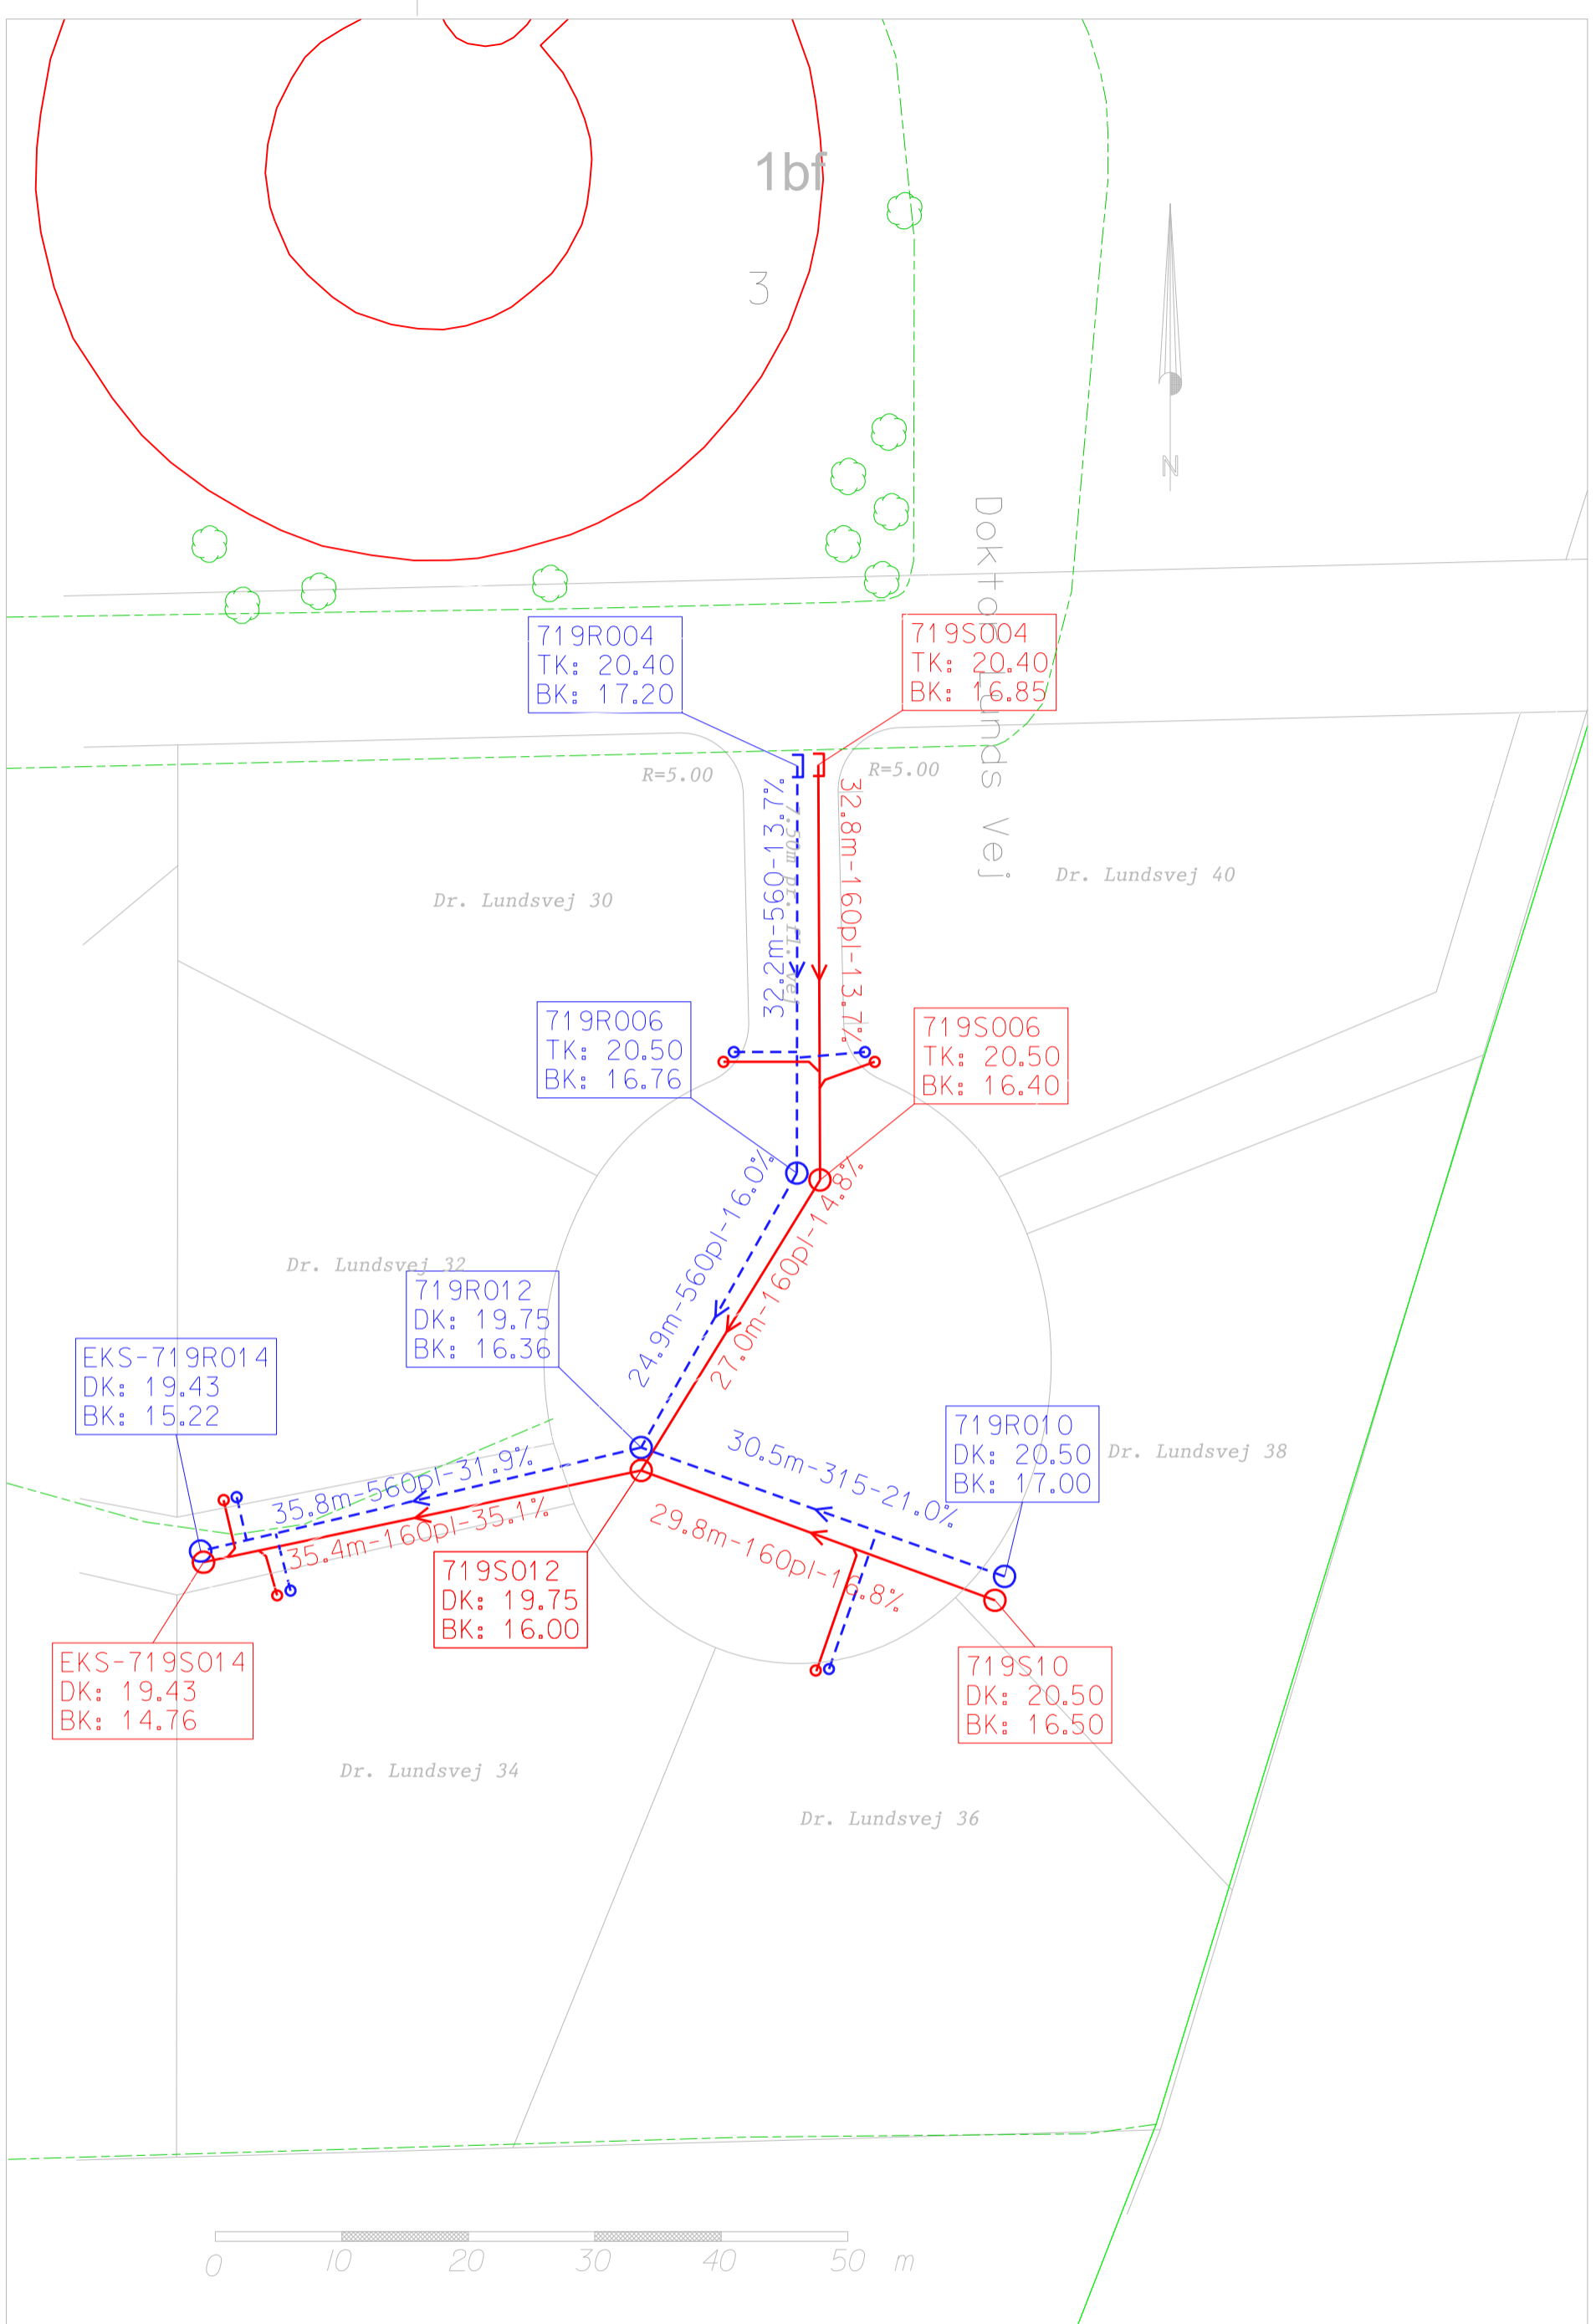 1bf
3
N
Doktor Lunds Vej
719R004
TK: 20.40
BK: 17.20
719S004
TK: 20.40
BK: 16.85
R=5.00
R=5.00
32.2m-560-13.7%
7.50m pr. fl. vej
32.8m-160pl-13.7%
Dr. Lundsvej 30
Dr. Lundsvej 40
719R006
TK: 20.50
BK: 16.76
719S006
TK: 20.50
BK: 16.40
24.9m-560pl-16.0%
27.0m-160pl-14.8%
Dr. Lundsvej 32
719R012
DK: 19.75
BK: 16.36
EKS-719R014
DK: 19.43
BK: 15.22
719R010
DK: 20.50
BK: 17.00
Dr. Lundsvej 38
30.5m-315-21.0%
35.8m-560pl-31.9%
35.4m-160pl-35.1%
29.8m-160pl-16.8%
719S012
DK: 19.75
BK: 16.00
EKS-719S014
DK: 19.43
BK: 14.76
719S10
DK: 20.50
BK: 16.50
Dr. Lundsvej 34
Dr. Lundsvej 36
0 10 20 30 40 50 m